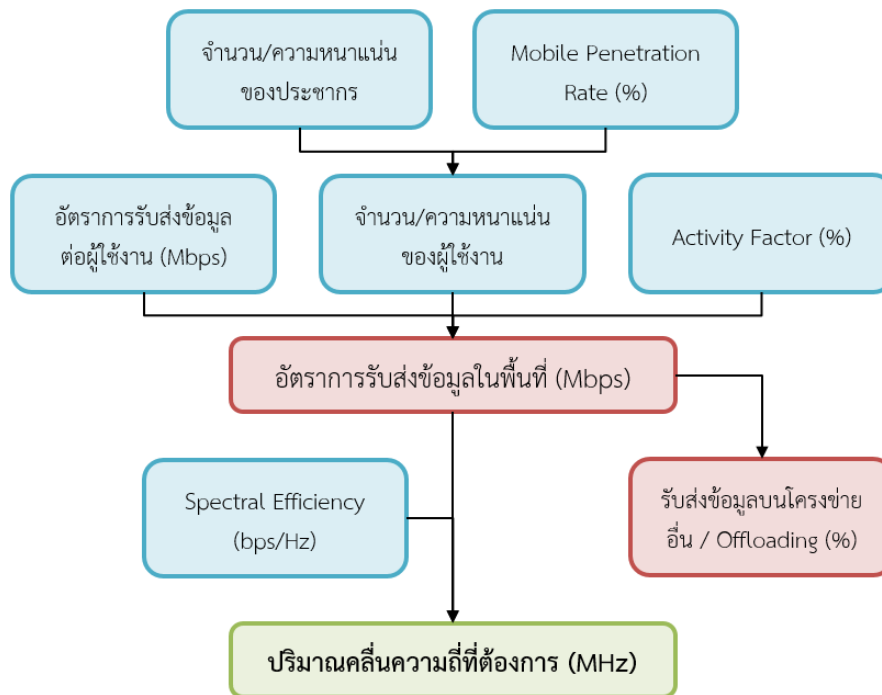 จำนวน/ความหนาแน่น
ของประชากร
Mobile Penetration
Rate (%)
อัตราการรับส่งข้อมูล
ต่อผู้ใช้งาน (Mbps)
จำนวน/ความหนาแน่น
ของผู้ใช้งาน
Activity Factor (%)
อัตราการรับส่งข้อมูลในพื้นที่ (Mbps)
Spectral Efficiency
(bps/Hz)
รับส่งข้อมูลบนโครงข่าย
อื่น / Offloading (%)
ปริมาณคลื่นความถี่ที่ต้องการ (MHz)